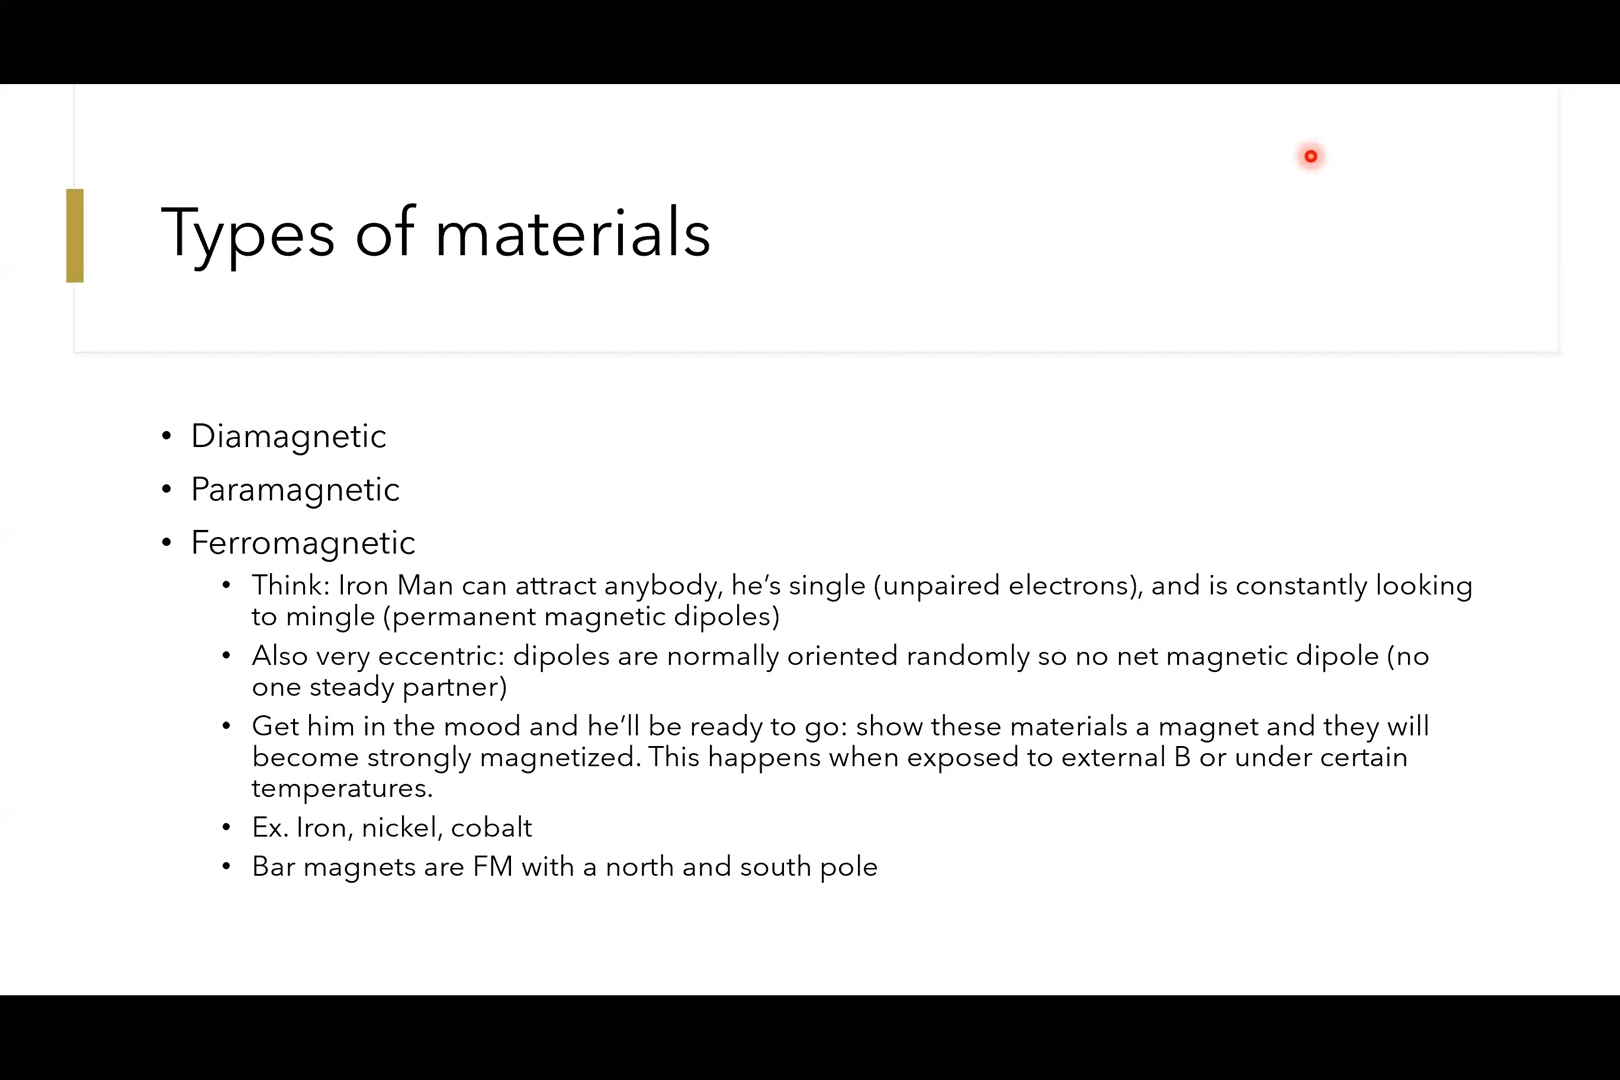 Types of materials
• Diamagnetic
• Paramagnetic
• Ferromagnetic
• Think: Iron Man can attract anybody, he’s single (unpaired electrons), and is constantly looking
to mingle (permanent magnetic dipoles)
• Also very eccentric: dipoles are normally oriented randomly so no net magnetic dipole (no
one steady partner)
• Get him in the mood and he’ll be ready to go: show these materials a magnet and they will
become strongly magnetized. This happens when exposed to external B or under certain
temperatures.
• Ex. Iron, nickel, cobalt
• Bar magnets are FM with a north and south pole